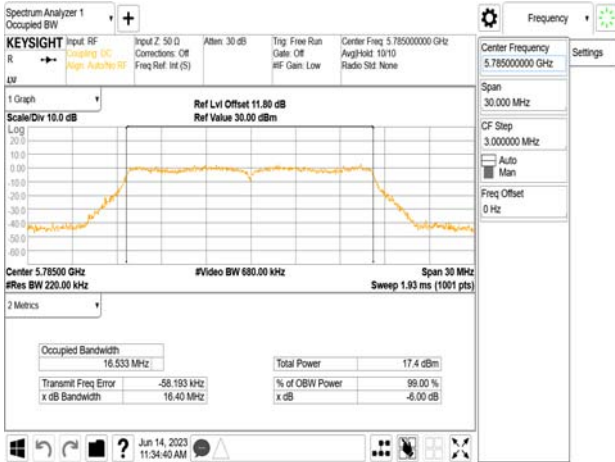 Spectrum Analyzer 1
Occupied BW
KEYSIGHT
R
LW
Input: RF
Coupling: DC
Align: Auto/No RF
Input Z: 50 Ω
Corrections: Off
Freq Ref: Int (S)
Atten: 30 dB
Trig: Free Run
Gate: Off
#IF Gain: Low
Center Freq: 5.785000000 GHz
Avg|Hold: 10/10
Radio Std: None
1 Graph
Scale/Div 10.0 dB
Ref Lvl Offset 11.80 dB
Ref Value 30.00 dBm
Log
20.0
10.0
0.00
-10.0
-20.0
-30.0
-40.0
-50.0
-60.0
Center 5.78500 GHz
#Video BW 680.00 kHz
Span 30 MHz
#Res BW 220.00 kHz
Sweep 1.93 ms (1001 pts)
2 Metrics
Occupied Bandwidth
16.533 MHz
Total Power
17.4 dBm
Transmit Freq Error
-58.193 kHz
% of OBW Power
99.00 %
x dB Bandwidth
16.40 MHz
x dB
-6.00 dB
Jun 14, 2023
11:34:40 AM
Frequency
Center Frequency
5.785000000 GHz
Settings
Span
30.000 MHz
CF Step
3.000000 MHz
Auto
Man
Freq Offset
0 Hz